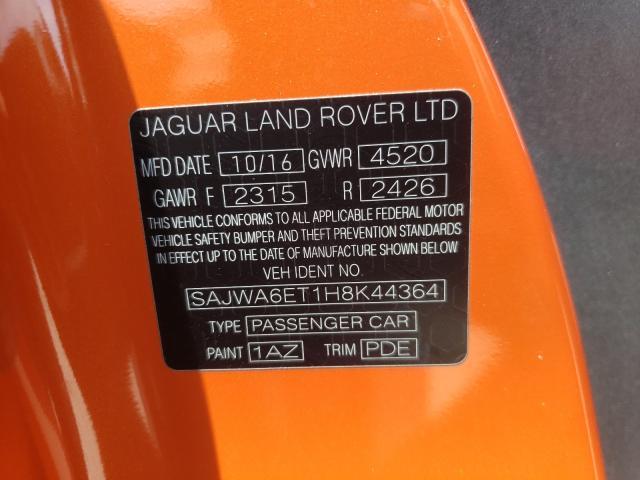 JAGUAR LAND ROVER LTD
MFD DATE 10/16 GVWR 4520
GAWR F 2315 R 2426
THIS VEHICLE CONFORMS TO ALL APPLICABLE FEDERAL MOTOR
VEHICLE SAFETY BUMPER AND THEFT PREVENTION STANDARDS
IN EFFECT UP TO THE DATE OF MANUFACTURE SHOWN BELOW
VEH IDENT NO.
SAJWA6ET1H8K44364
TYPE PASSENGER CAR
PAINT 1AZ TRIM PDE